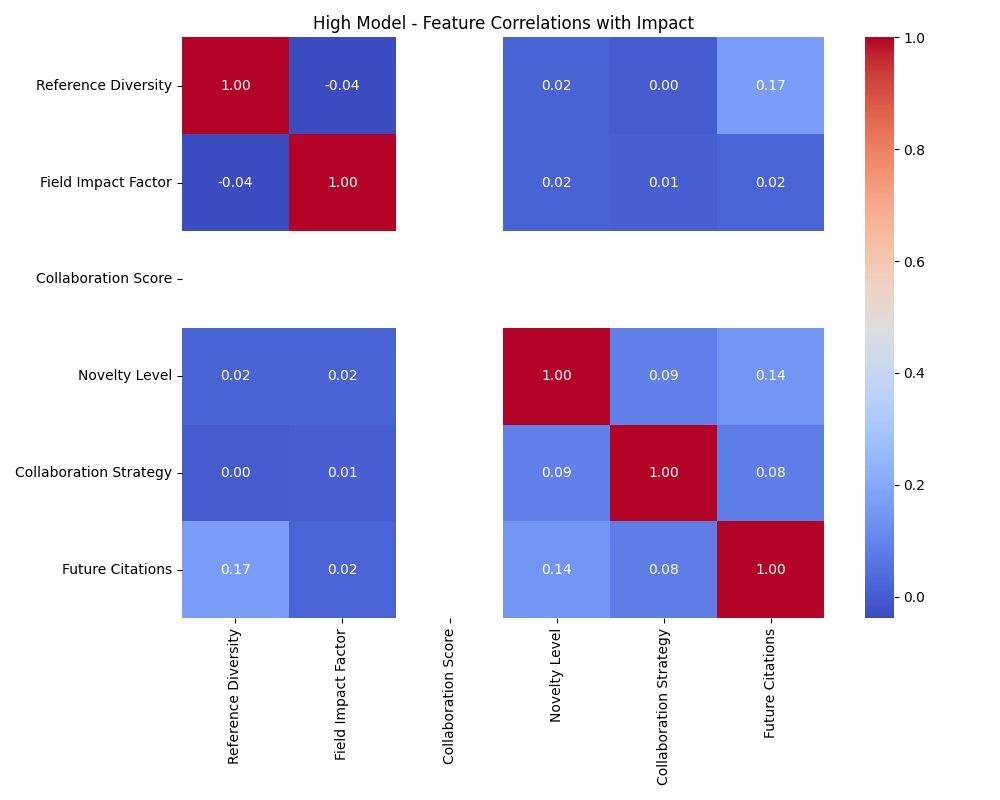 High Model - Feature Correlations with Impact
Reference Diversity
1.00 -0.04 0.02 0.00 0.17
Field Impact Factor
-0.04 1.00 0.02 0.01 0.02
Collaboration Score
Novelty Level
0.02 0.02 1.00 0.09 0.14
Collaboration Strategy
0.00 0.01 0.09 1.00 0.08
Future Citations
0.17 0.02 0.14 0.08 1.00
Reference Diversity
Field Impact Factor
Collaboration Score
Novelty Level
Collaboration Strategy
Future Citations
1.0
0.8
0.6
0.4
0.2
0.0